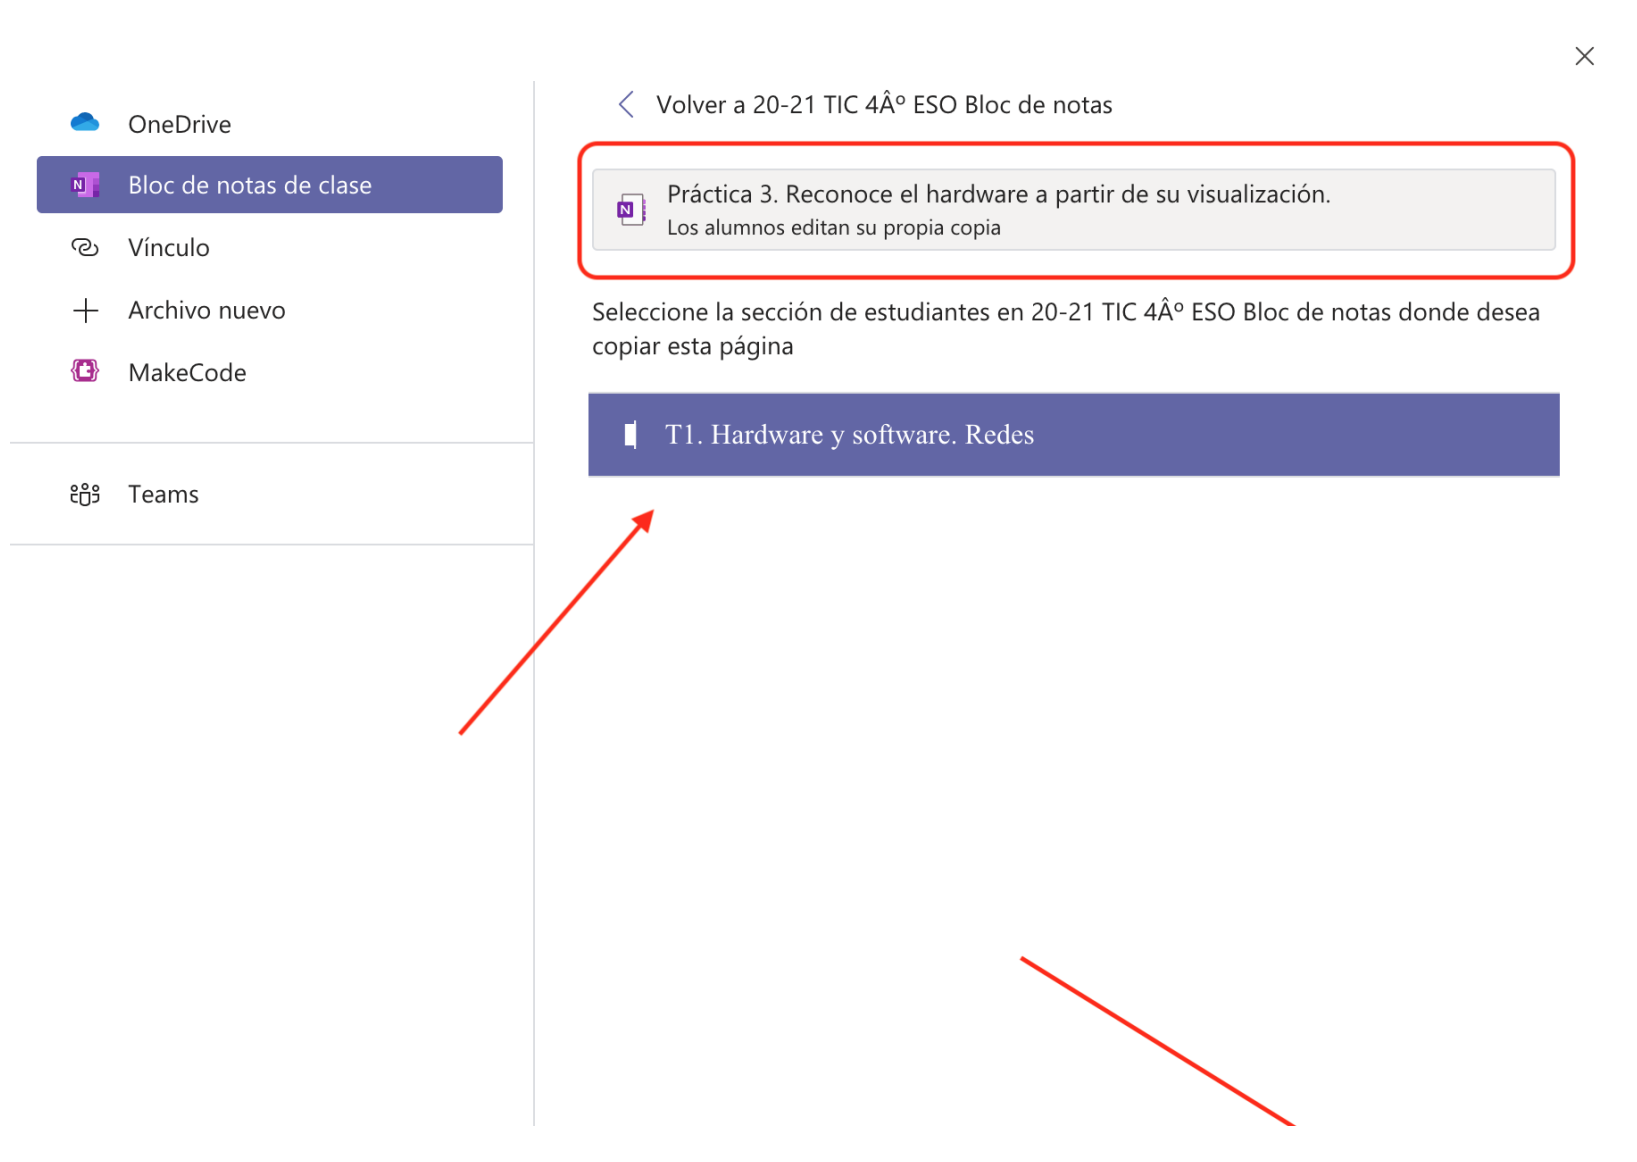 OneDrive
Bloc de notas de clase
Vínculo
Archivo nuevo
MakeCode
Teams
Volver a 20-21 TIC 4Âº ESO Bloc de notas
Práctica 3. Reconoce el hardware a partir de su visualización.
Los alumnos editan su propia copia
Seleccione la sección de estudiantes en 20-21 TIC 4Âº ESO Bloc de notas donde desea
copiar esta página
T1. Hardware y software. Redes